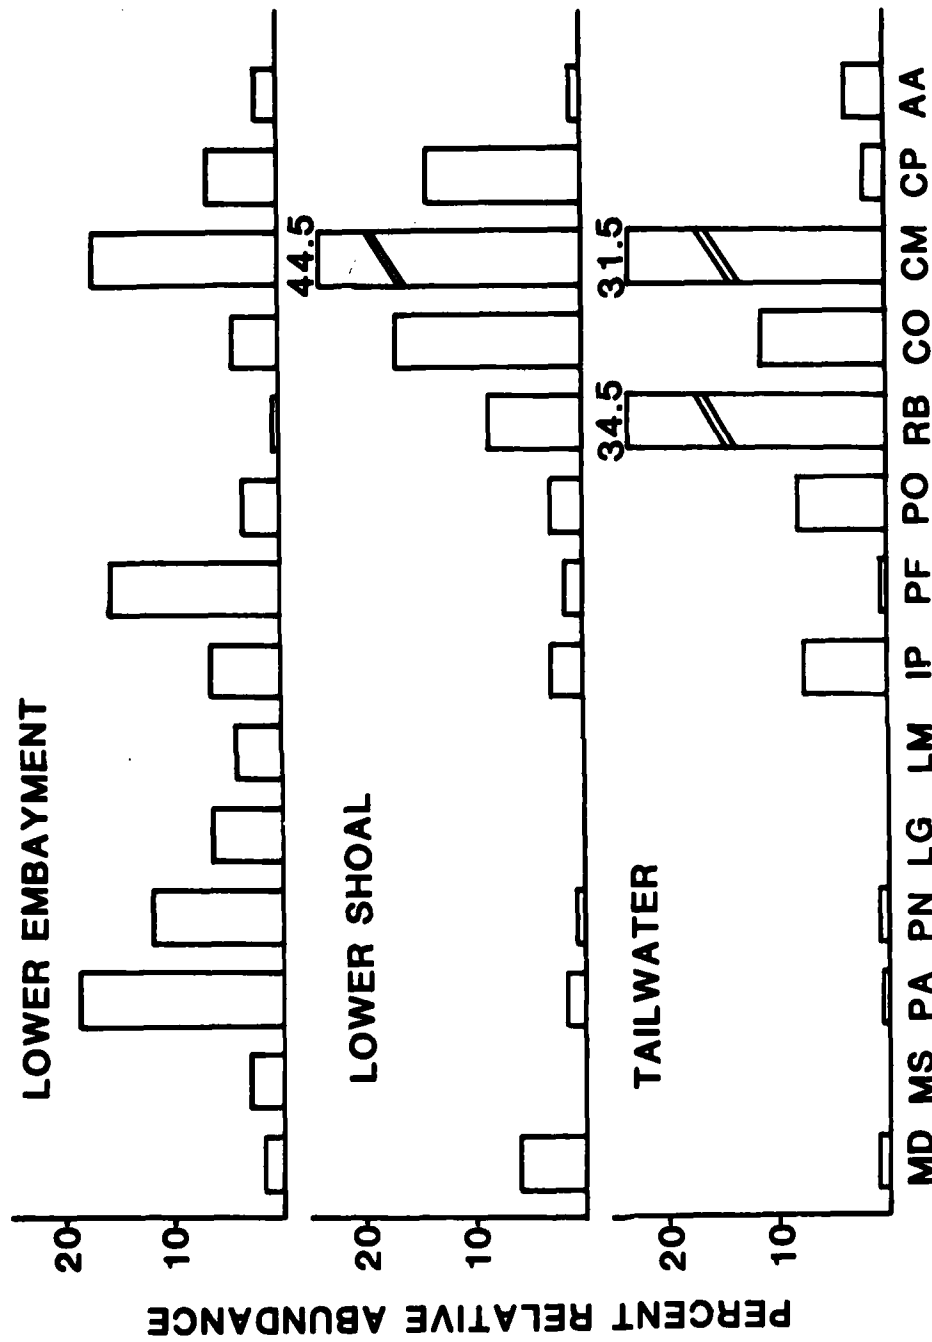 PERCENT RELATIVE ABUNDANCE
LOWER EMBAYMENT
20
10
LOWER SHOAL
44.5
20
10
TAILWATER
34.5
31.5
20
10
MD MS PA PN LG LM IP PF PO RB CO CM CP AA